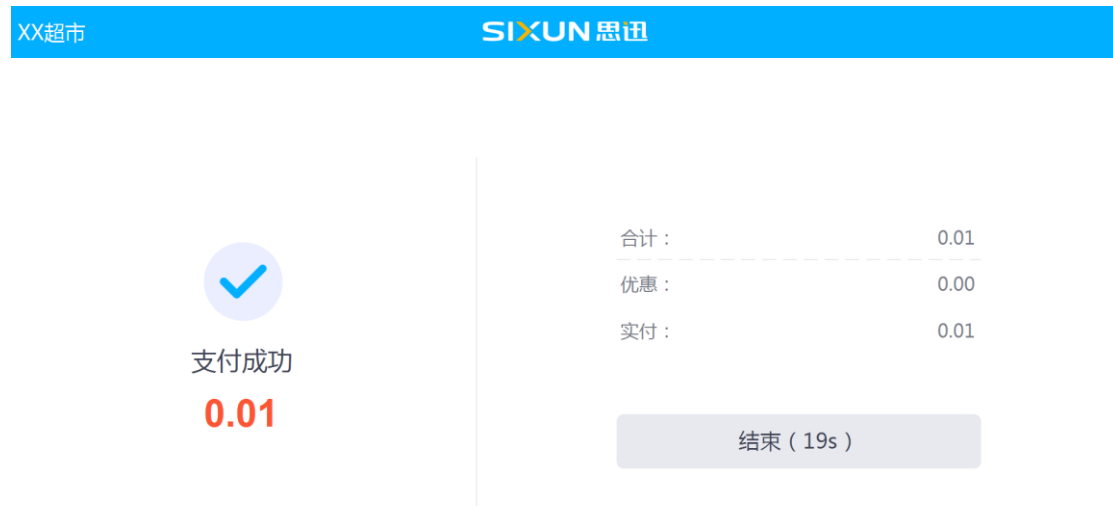 XX超市
SIXUN思迅
支付成功
0.01
合计： 0.01
优惠： 0.00
实付： 0.01
结束（19s）